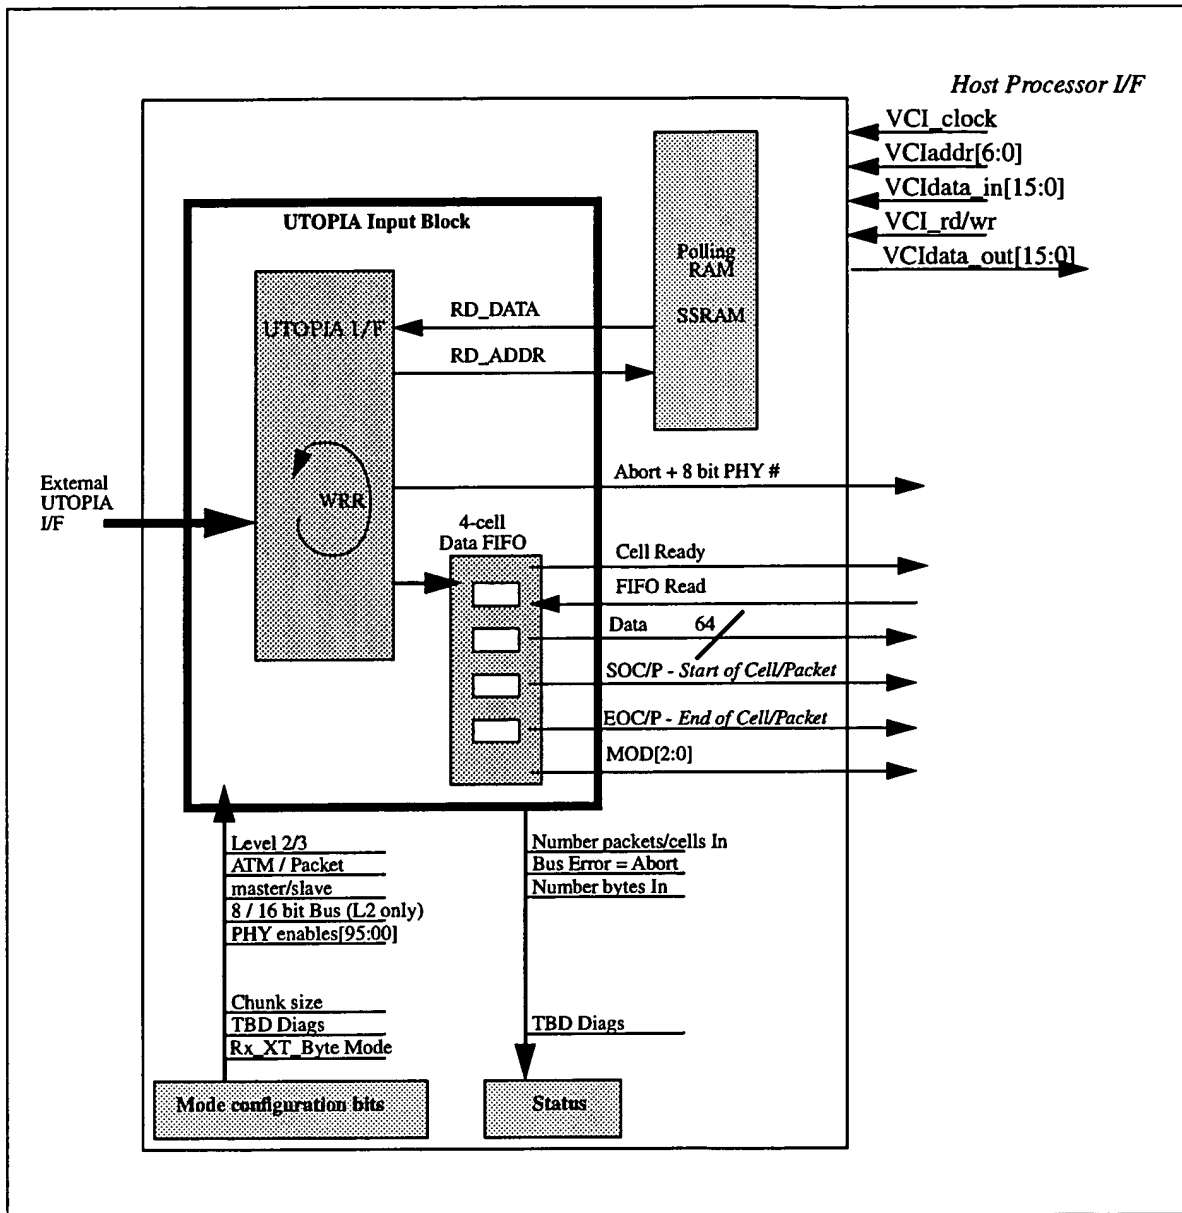 Host Processor I/F
VCI_clock
VCIaddr[6:0]
VCIdata_in[15:0]
VCI_rd/wr
VCIdata_out[15:0]
UTOPIA Input Block
Polling
RAM
SSRAM
UTOPIA I/F
RD_DATA
RD_ADDR
WRR
External
UTOPIA
I/F
Abort + 8 bit PHY #
4-cell
Data FIFO
Cell Ready
FIFO Read
Data 64
SOC/P - Start of Cell/Packet
EOC/P - End of Cell/Packet
MOD[2:0]
Level 2/3
ATM / Packet
master/slave
8 / 16 bit Bus (L2 only)
PHY enables[95:00]
Chunk size
TBD Diags
Rx_XT_Byte Mode
Mode configuration bits
Number packets/cells In
Bus Error = Abort
Number bytes In
TBD Diags
Status